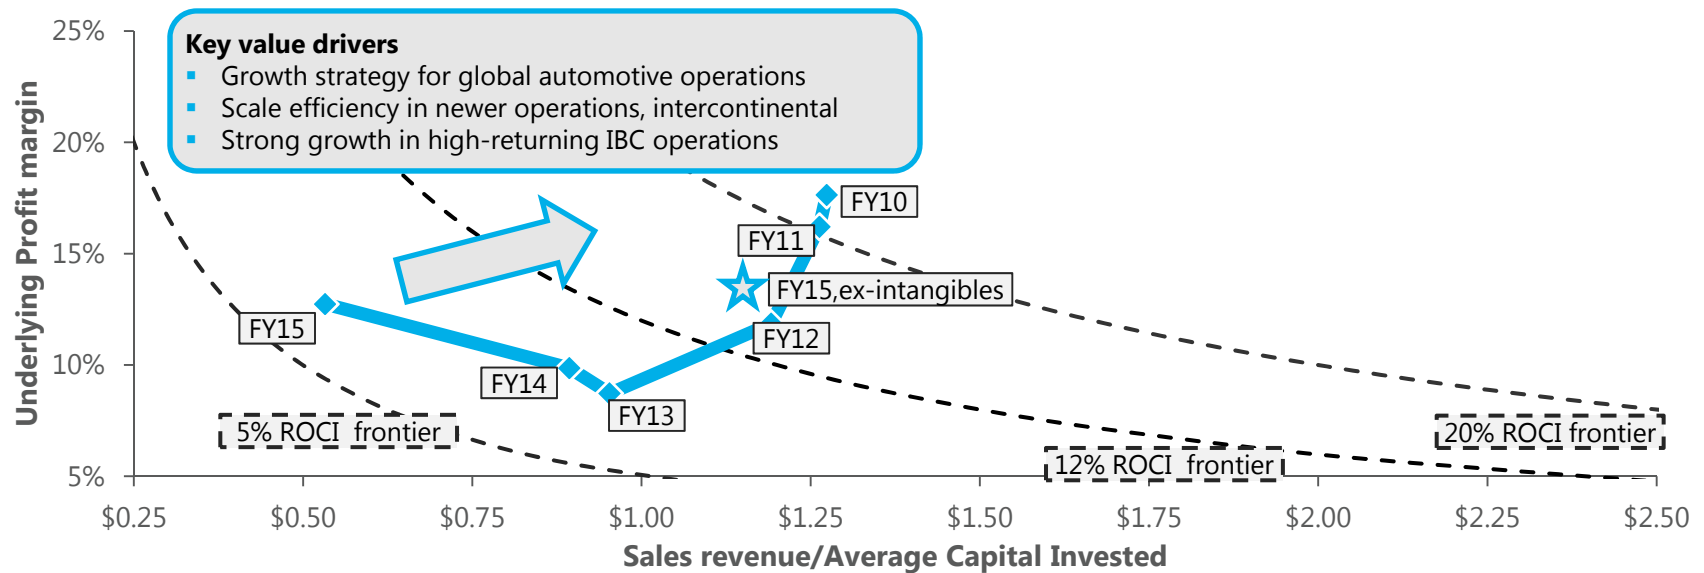 25%
20%
15%
10%
5%
Underlying Profit margin
Key value drivers
▪ Growth strategy for global automotive operations
▪ Scale efficiency in newer operations, intercontinental
▪ Strong growth in high-returning IBC operations
FY10
FY11
FY15,ex-intangibles
FY15
FY12
FY14
FY13
5% ROCI frontier
12% ROCI frontier
20% ROCI frontier
$0.25
$0.50
$0.75
$1.00
$1.25
$1.50
$1.75
$2.00
$2.25
$2.50
Sales revenue/Average Capital Invested